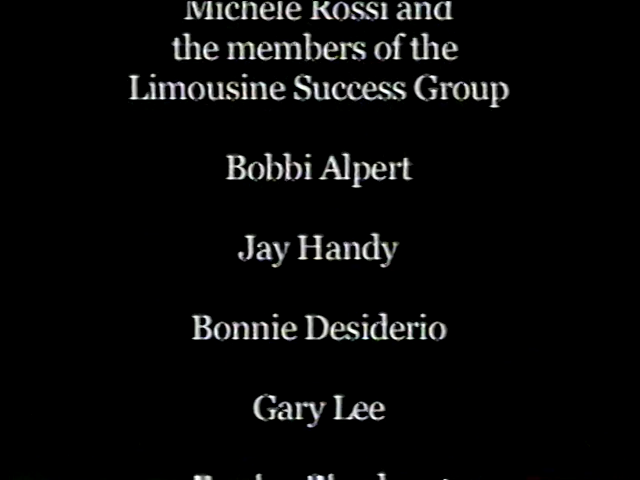 Michele Rossi and
the members of the
Limousine Success Group
Bobbi Alpert
Jay Handy
Bonnie Desiderio
Gary Lee